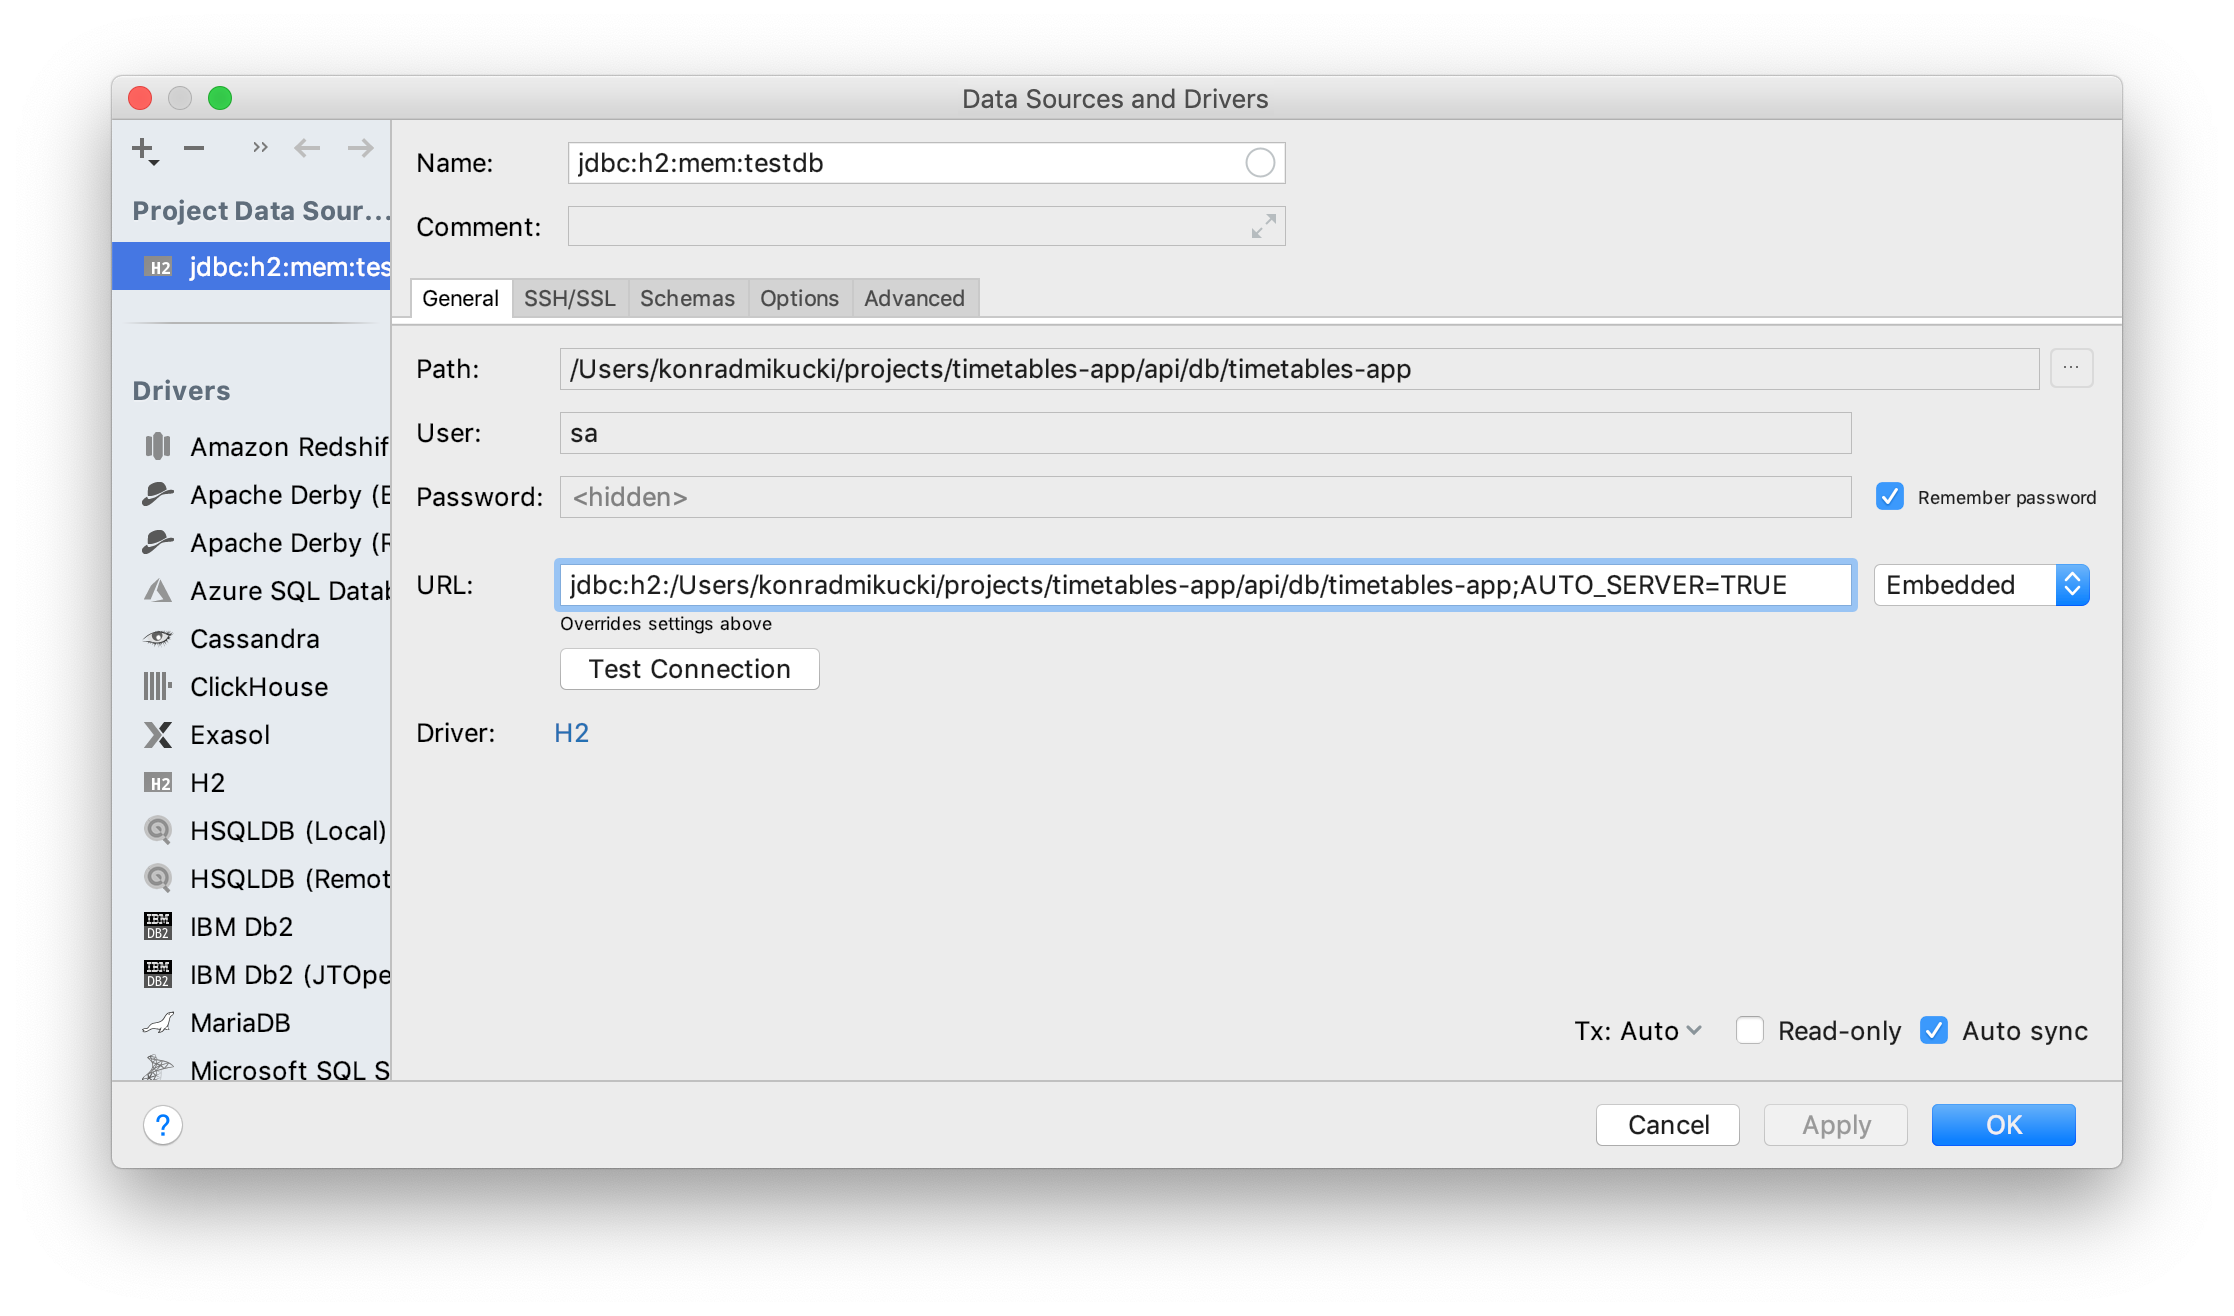 Data Sources and Drivers
Project Data Sour...
H2 jdbc:h2:mem:tes
Drivers
Amazon Redshif
Apache Derby (E
Apache Derby (R
Azure SQL Datab
Cassandra
ClickHouse
Exasol
H2 H2
HSQLDB (Local)
HSQLDB (Remot
IBM DB2 IBM Db2
IBM DB2 IBM Db2 (JTOpe
MariaDB
Microsoft SQL S
Name: jdbc:h2:mem:testdb
Comment:
General SSH/SSL Schemas Options Advanced
Path: /Users/konradmikucki/projects/timetables-app/api/db/timetables-app ...
User: sa
Password: <hidden> Remember password
URL: jdbc:h2:/Users/konradmikucki/projects/timetables-app/api/db/timetables-app;AUTO_SERVER=TRUE Embedded
Overrides settings above
Test Connection
Driver: H2
Tx: Auto Read-only Auto sync
? Cancel Apply OK